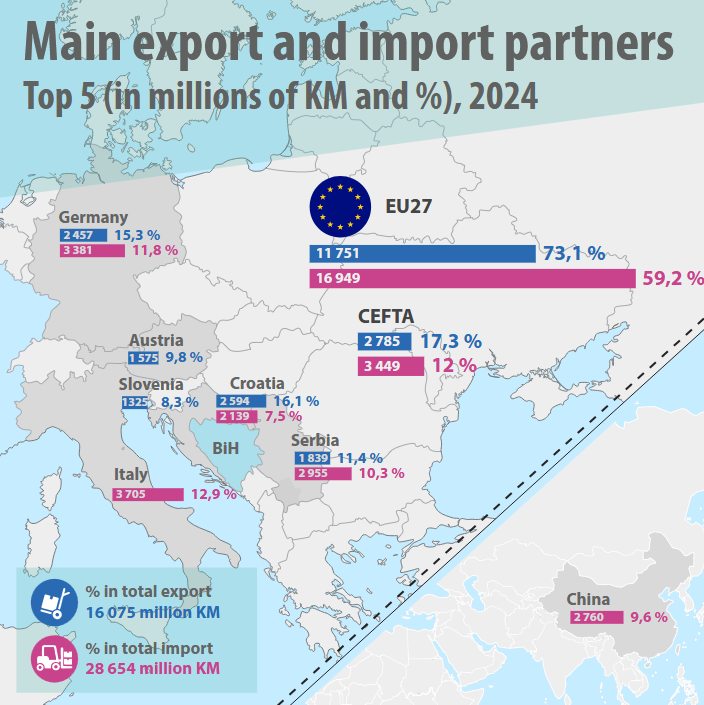 Main export and import partners
Top 5 (in millions of KM and %), 2024
EU27
11 751 73,1 %
16 949 59,2 %
Germany
2 457 15,3 %
3 381 11,8 %
CEFTA
2 785 17,3 %
3 449 12 %
Austria
1 575 9,8 %
Slovenia
1325 8,3 %
Croatia
2 594 16,1 %
2 139 7,5 %
BiH
Serbia
1 839 11,4 %
2 955 10,3 %
Italy
3 705 12,9 %
% in total export
16 075 million KM
% in total import
28 654 million KM
China
2 760 9,6 %